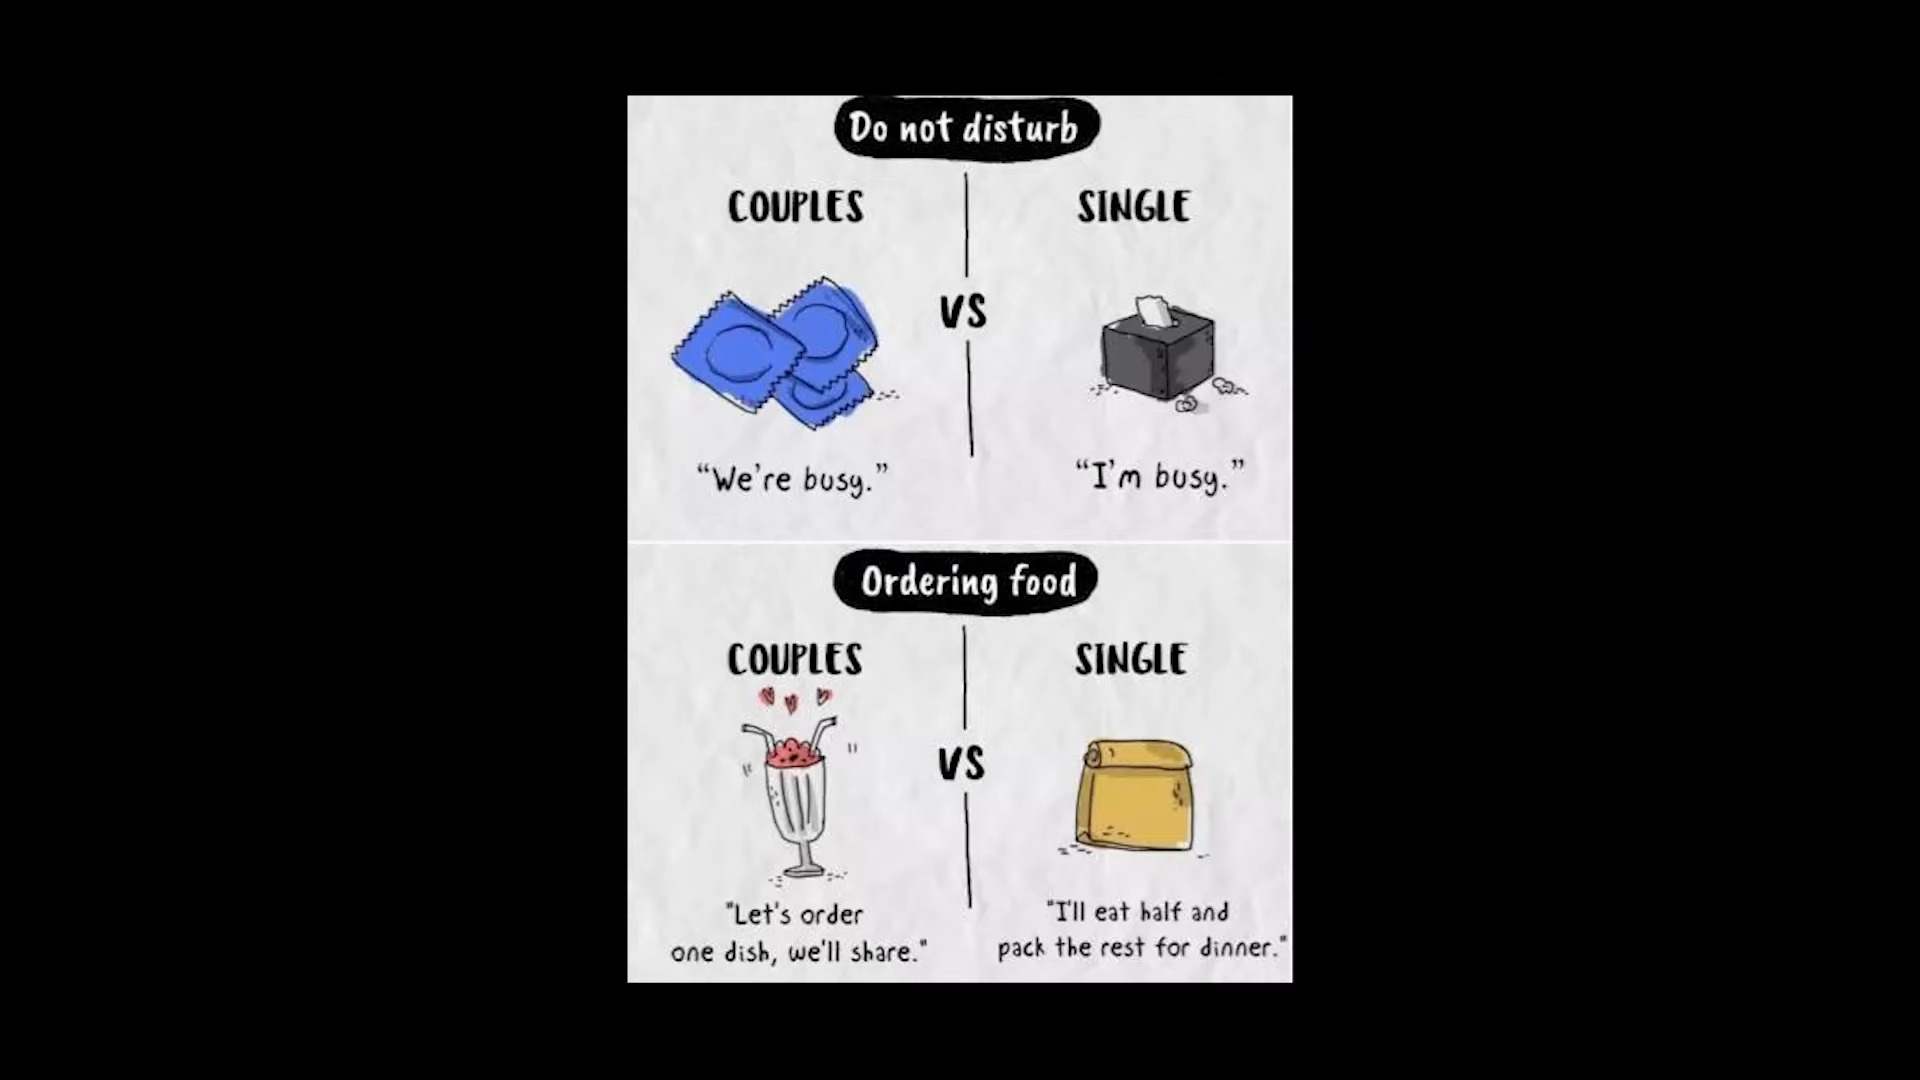 Do not disturb
COUPLES
SINGLE
VS
“We're busy.”
“I'm busy.”
Ordering food
COUPLES
SINGLE
VS
"Let's order
one dish, we'll share."
"I'll eat half and
pack the rest for dinner."